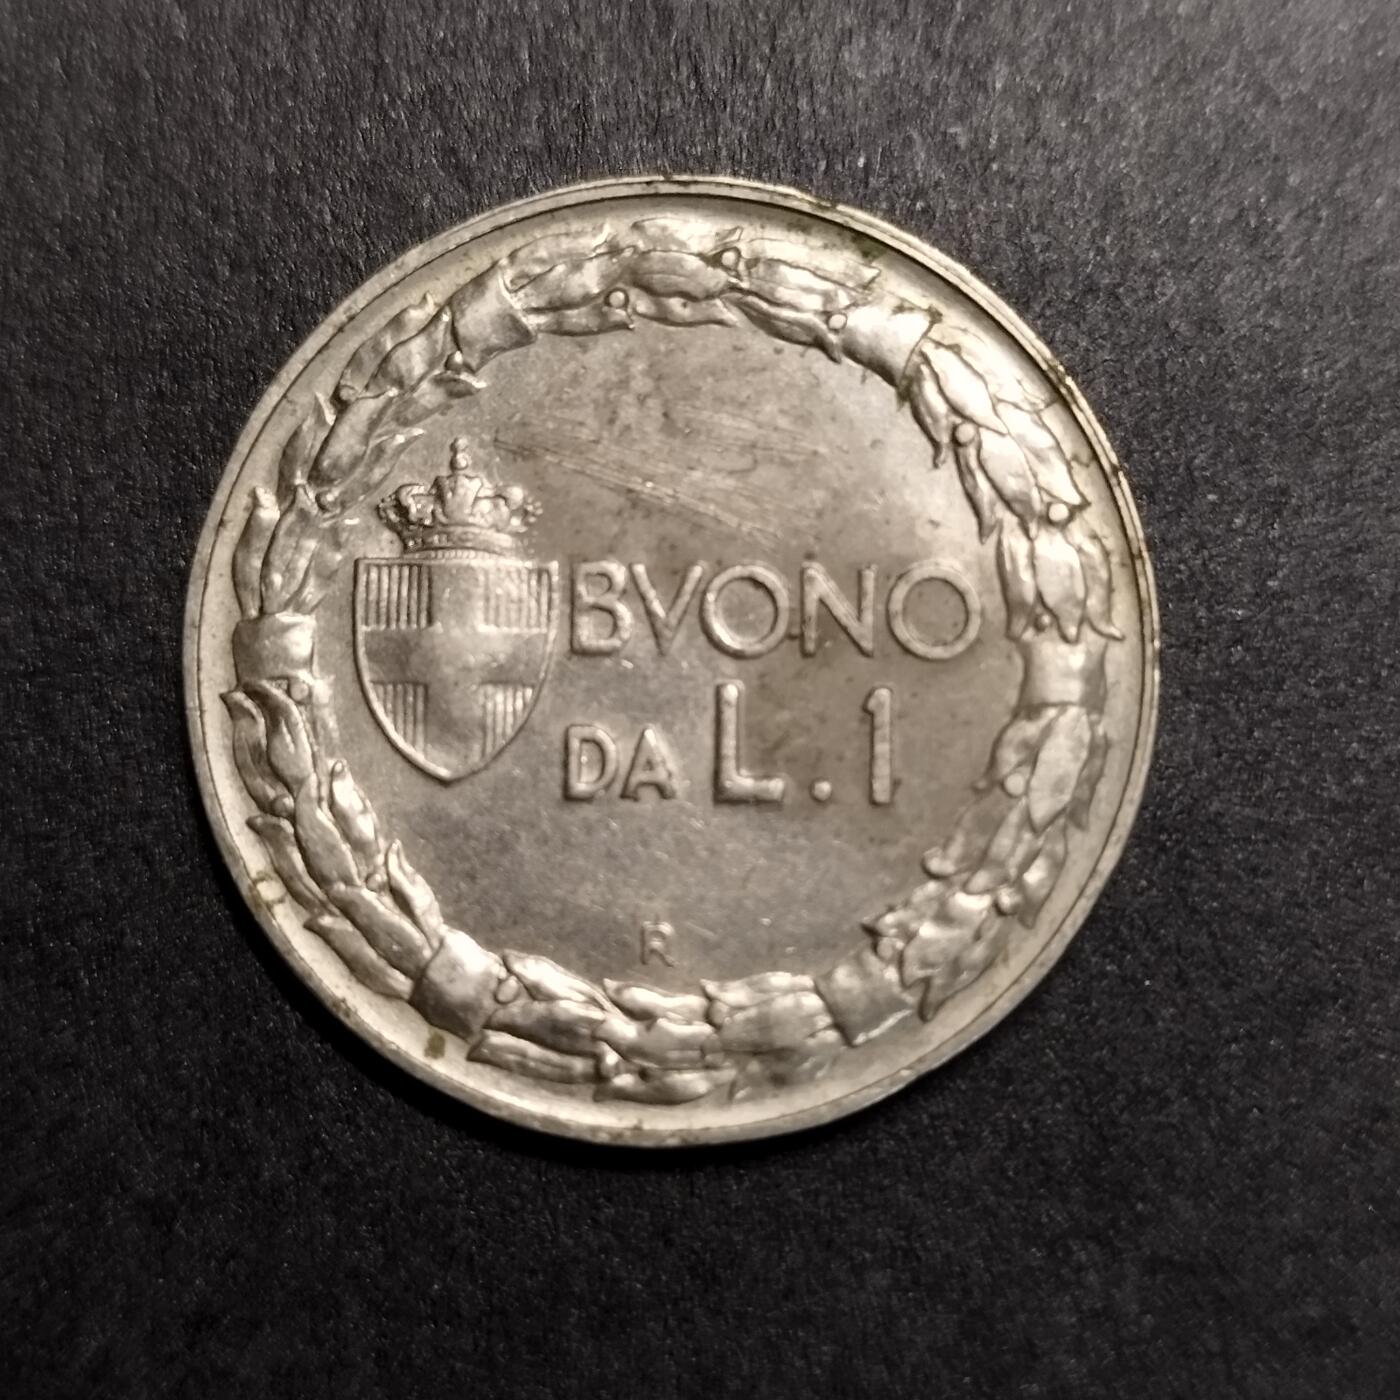 BVONO
DA L. 1
R